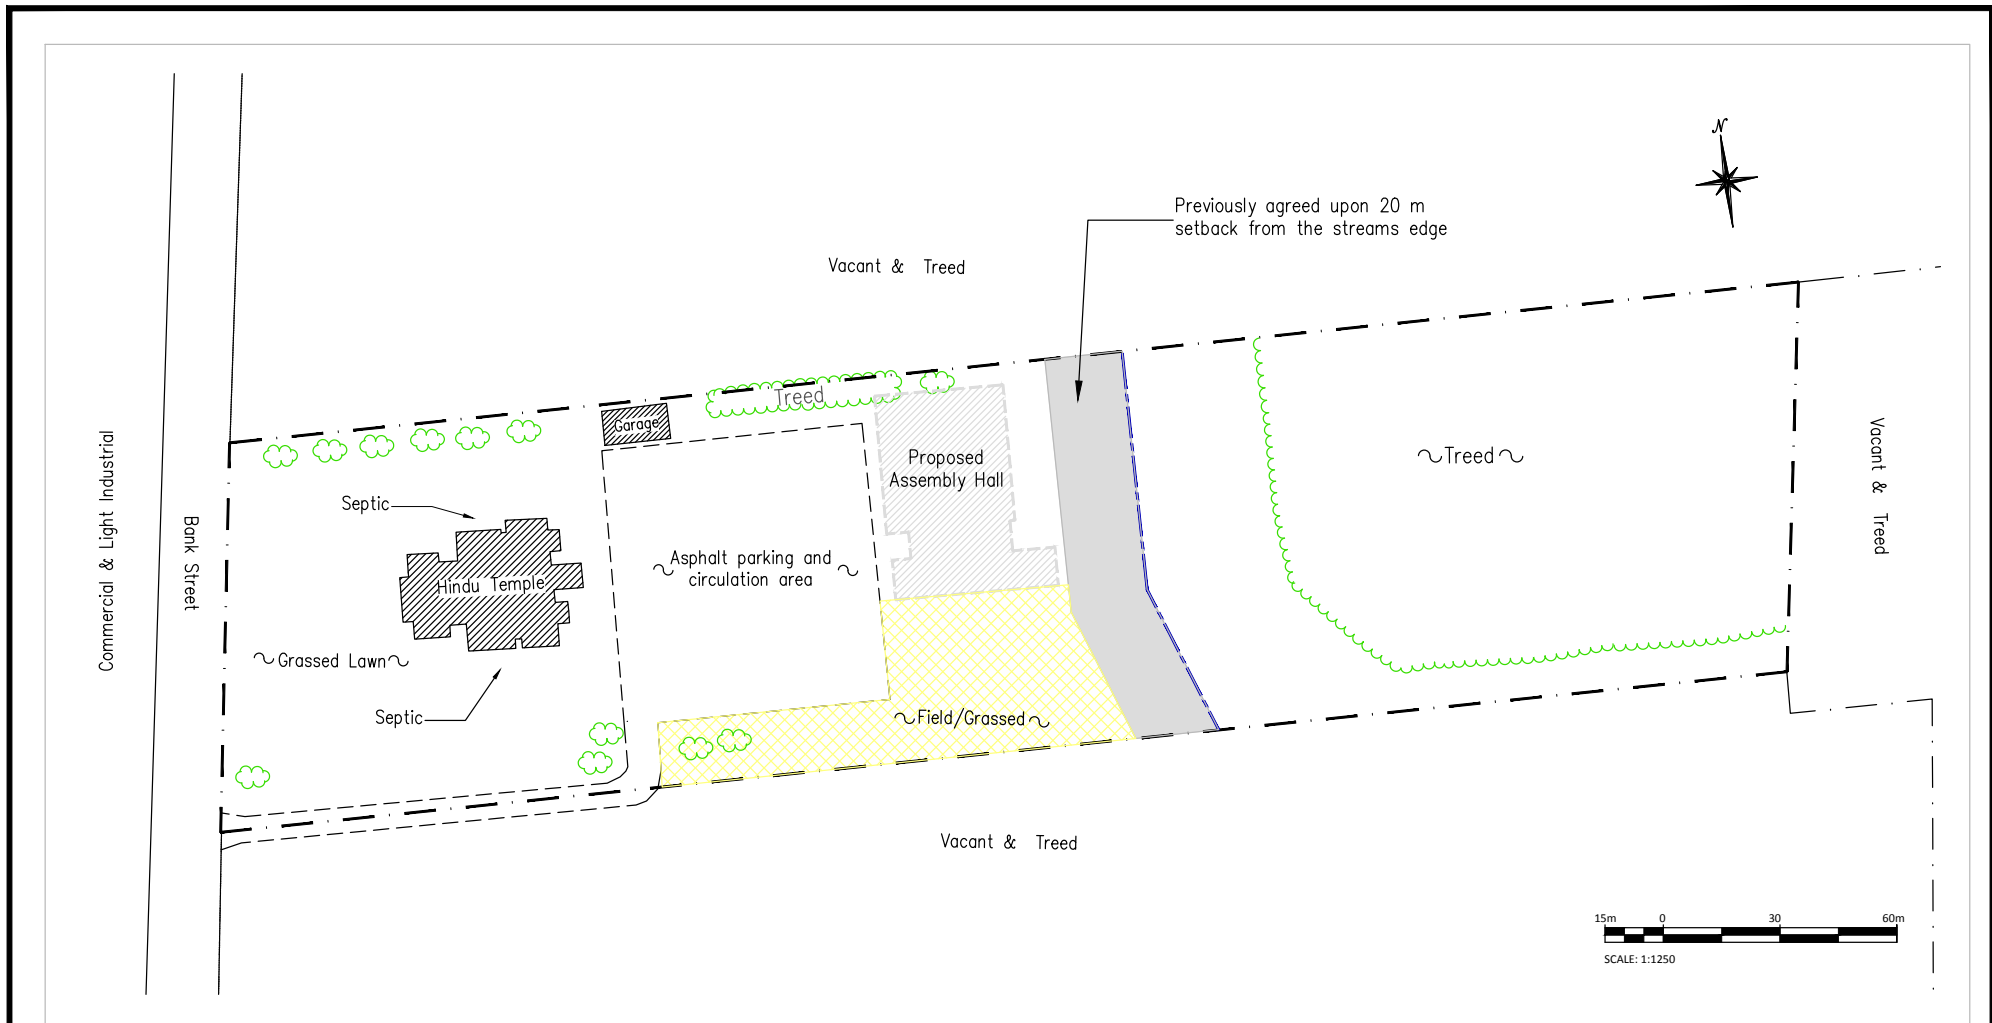 N
Previously agreed upon 20 m
setback from the streams edge
Vacant & Treed
Treed
Garage
Proposed
Assembly Hall
Treed
Vacant & Treed
Commercial & Light Industrial
Bank Street
Septic
Hindu Temple
Asphalt parking and
circulation area
Grassed Lawn
Septic
Field/Grassed
Vacant & Treed
15m 0 30 60m
SCALE: 1:1250